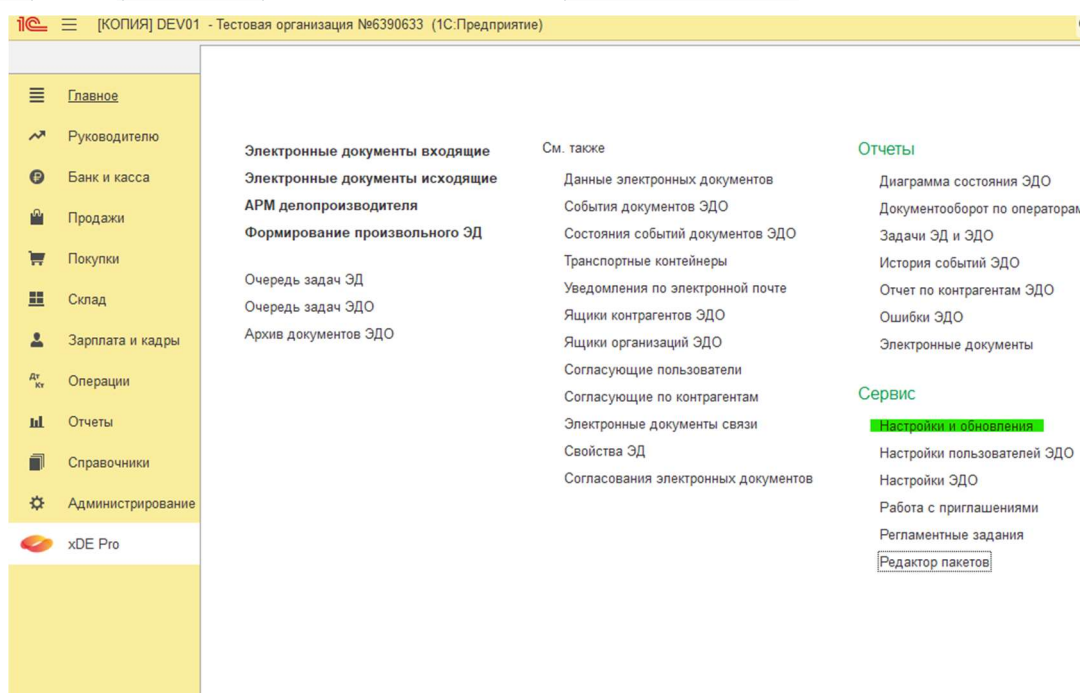 [КОПИЯ] DEV01 - Тестовая организация №6390633 (1С:Предприятие)
Главное
Руководителю
Банк и касса
Продажи
Покупки
Склад
Зарплата и кадры
Дт Кт
Операции
Отчеты
Справочники
Администрирование
xDE Pro
Электронные документы входящие
Электронные документы исходящие
АРМ делопроизводителя
Формирование произвольного ЭД
Очередь задач ЭД
Очередь задач ЭДО
Архив документов ЭДО
См. также
Данные электронных документов
События документов ЭДО
Состояния событий документов ЭДО
Транспортные контейнеры
Уведомления по электронной почте
Ящики контрагентов ЭДО
Ящики организаций ЭДО
Согласующие пользователи
Согласующие по контрагентам
Электронные документы связи
Свойства ЭД
Согласования электронных документов
Отчеты
Диаграмма состояния ЭДО
Документооборот по операторам
Задачи ЭД и ЭДО
История событий ЭДО
Отчет по контрагентам ЭДО
Ошибки ЭДО
Электронные документы
Сервис
Настройки и обновления
Настройки пользователей ЭДО
Настройки ЭДО
Работа с приглашениями
Регламентные задания
Редактор пакетов